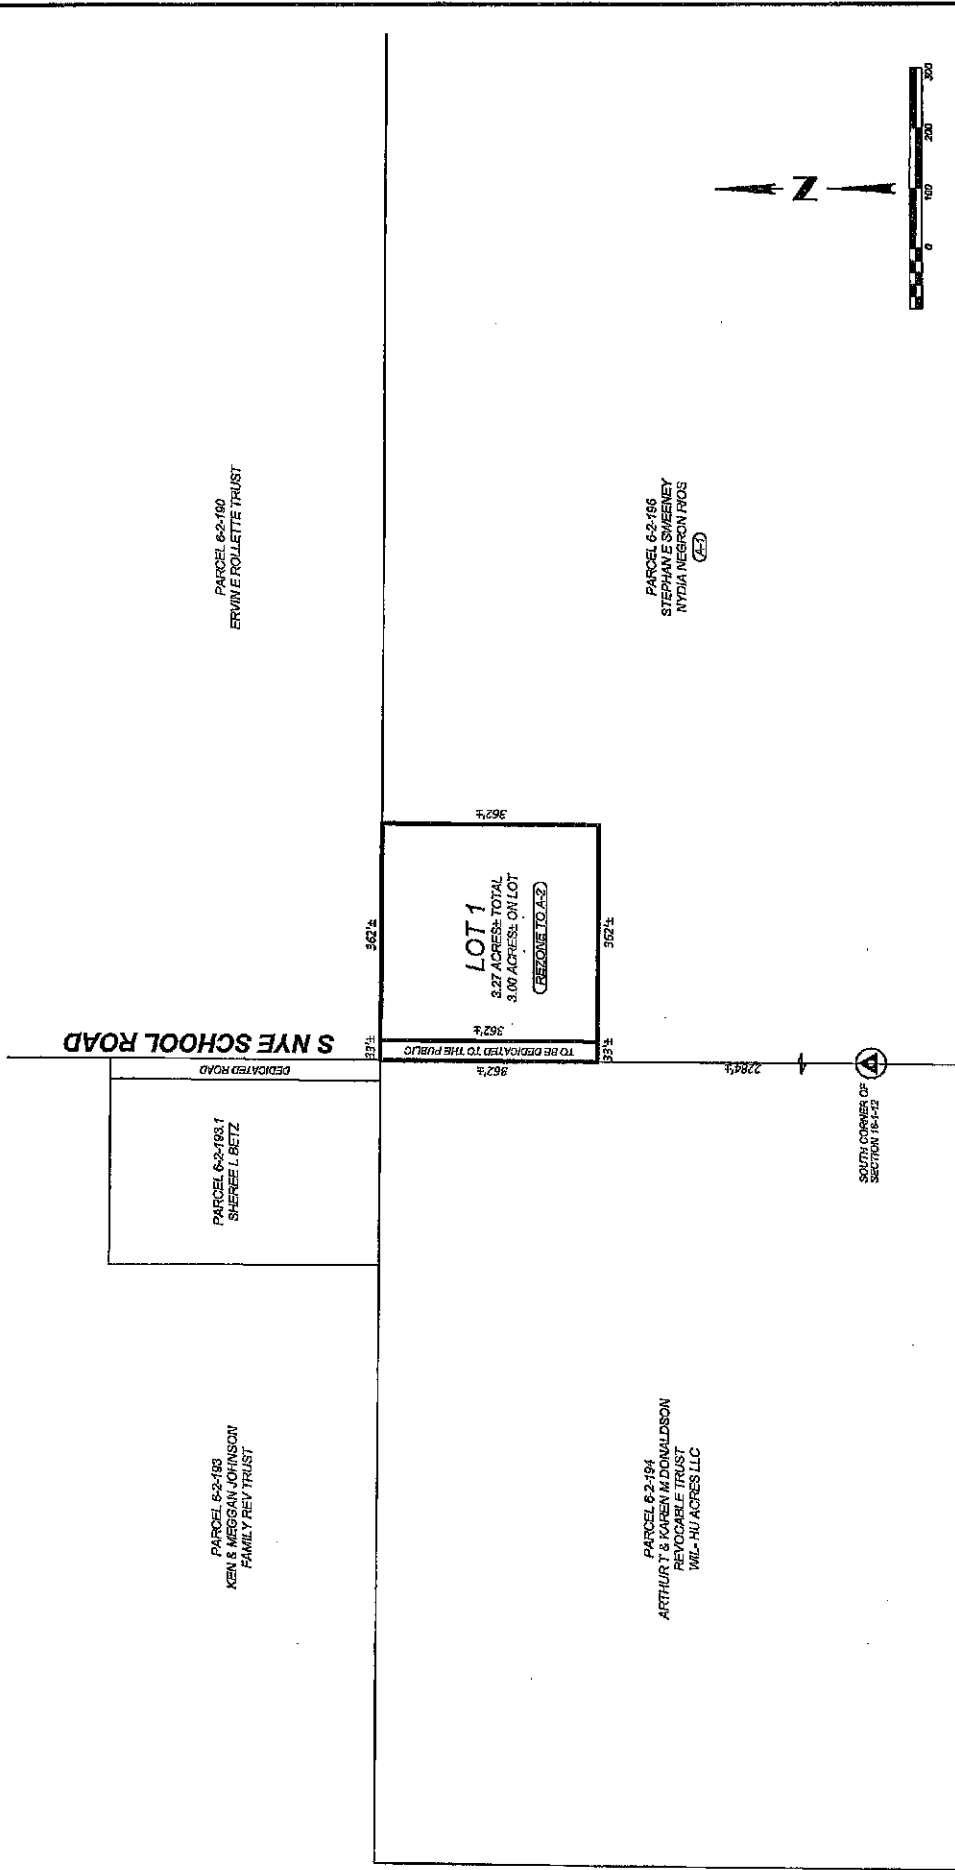 PARCEL 6-2-193
KEN & MEGGAN JOHNSON
FAMILY REV TRUST
PARCEL 6-2-193.1
SHEREE L BETZ
DEDICATED ROAD
S NYE SCHOOL ROAD
PARCEL 6-2-190
ERVIN E ROLLETTE TRUST
33'±
362'±
362'±
TO BE DEDICATED TO THE PUBLIC
362'±
LOT 1
3.27 ACRES± TOTAL
3.00 ACRES± ON LOT
REZONE TO A-2
362'±
33'±
362'±
PARCEL 6-2-194
ARTHUR T & KAREN M DONALDSON
REVOCABLE TRUST
WIL-HU ACRES LLC
PARCEL 6-2-196
STEPHAN E SWEENEY
NYDIA NEGRON RIOS
A-1
2284'±
SOUTH CORNER OF
SECTION 16-1-12
N
0 100 200 300